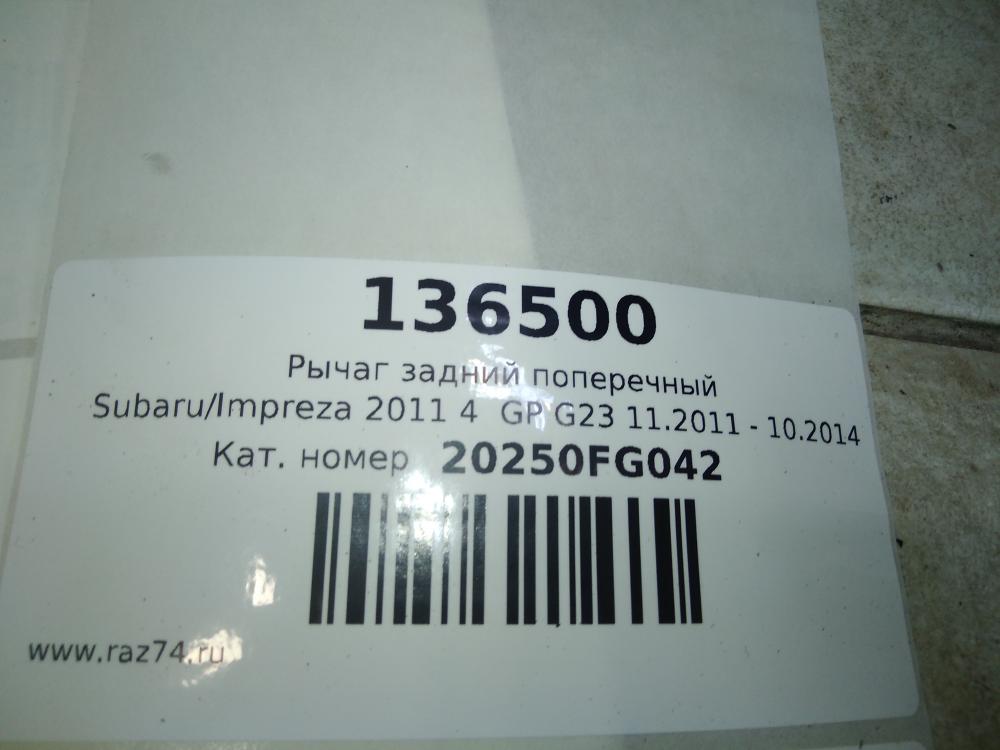 136500
Рычаг задний поперечный
Subaru/Impreza 2011 4 GP G23 11.2011 - 10.2014
Кат. номер 20250FG042
www.raz74.ru